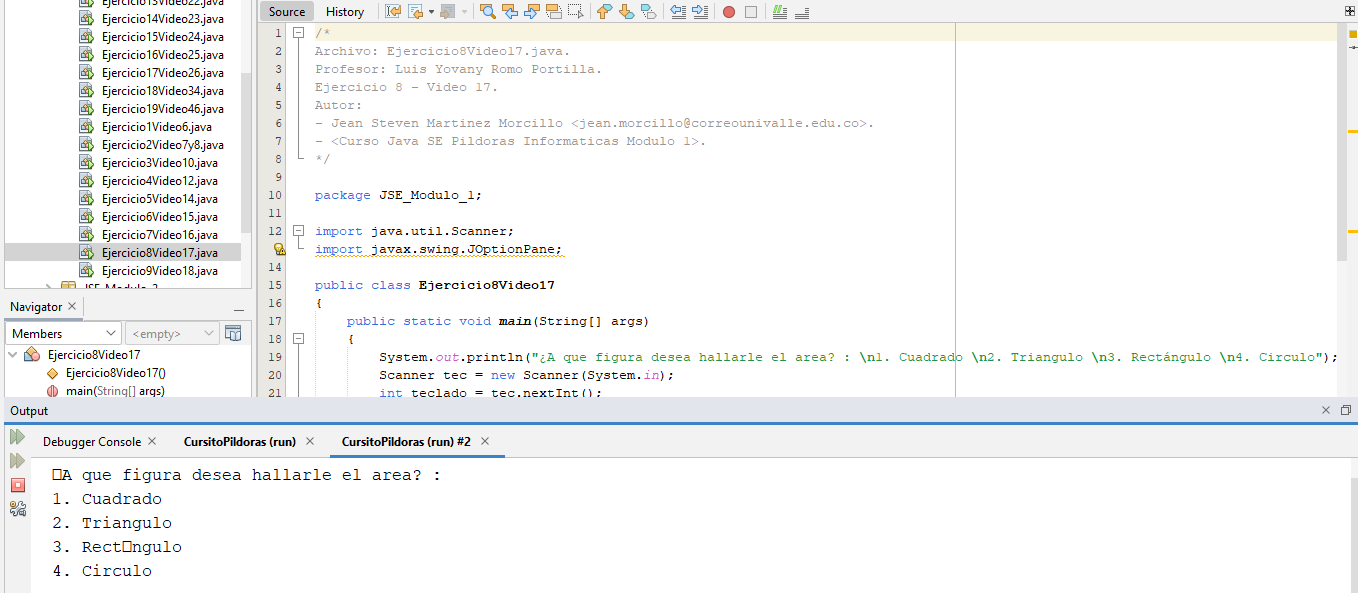 Ejercicio13Video22.java
Ejercicio14Video23.java
Ejercicio15Video24.java
Ejercicio16Video25.java
Ejercicio17Video26.java
Ejercicio18Video34.java
Ejercicio19Video46.java
Ejercicio1Video6.java
Ejercicio2Video7y8.java
Ejercicio3Video10.java
Ejercicio4Video12.java
Ejercicio5Video14.java
Ejercicio6Video15.java
Ejercicio7Video16.java
Ejercicio8Video17.java
Ejercicio9Video18.java
Navigator
Members <empty>
Ejercicio8Video17
Ejercicio8Video17()
main(String[] args)
Source History
1 /*
2 Archivo: Ejercicio8Video17.java.
3 Profesor: Luis Yovany Romo Portilla.
4 Ejercicio 8 - Video 17.
5 Autor:
6 - Jean Steven Martinez Morcillo <jean.morcillo@correounivalle.edu.co>.
7 - <Curso Java SE Pildoras Informaticas Modulo 1>.
8 */
9
10 package JSE_Modulo_1;
11
12 import java.util.Scanner;
import javax.swing.JOptionPane;
14
15 public class Ejercicio8Video17
16 {
17 public static void main(String[] args)
18 {
19 System.out.println("¿A que figura desea hallarle el area? : \n1. Cuadrado \n2. Triangulo \n3. Rectángulo \n4. Circulo");
20 Scanner tec = new Scanner(System.in);
21 int teclado = tec.nextInt();
Output
Debugger Console CursitoPildoras (run) CursitoPildoras (run) #2
□A que figura desea hallarle el area? :
1. Cuadrado
2. Triangulo
3. Rect□ngulo
4. Circulo